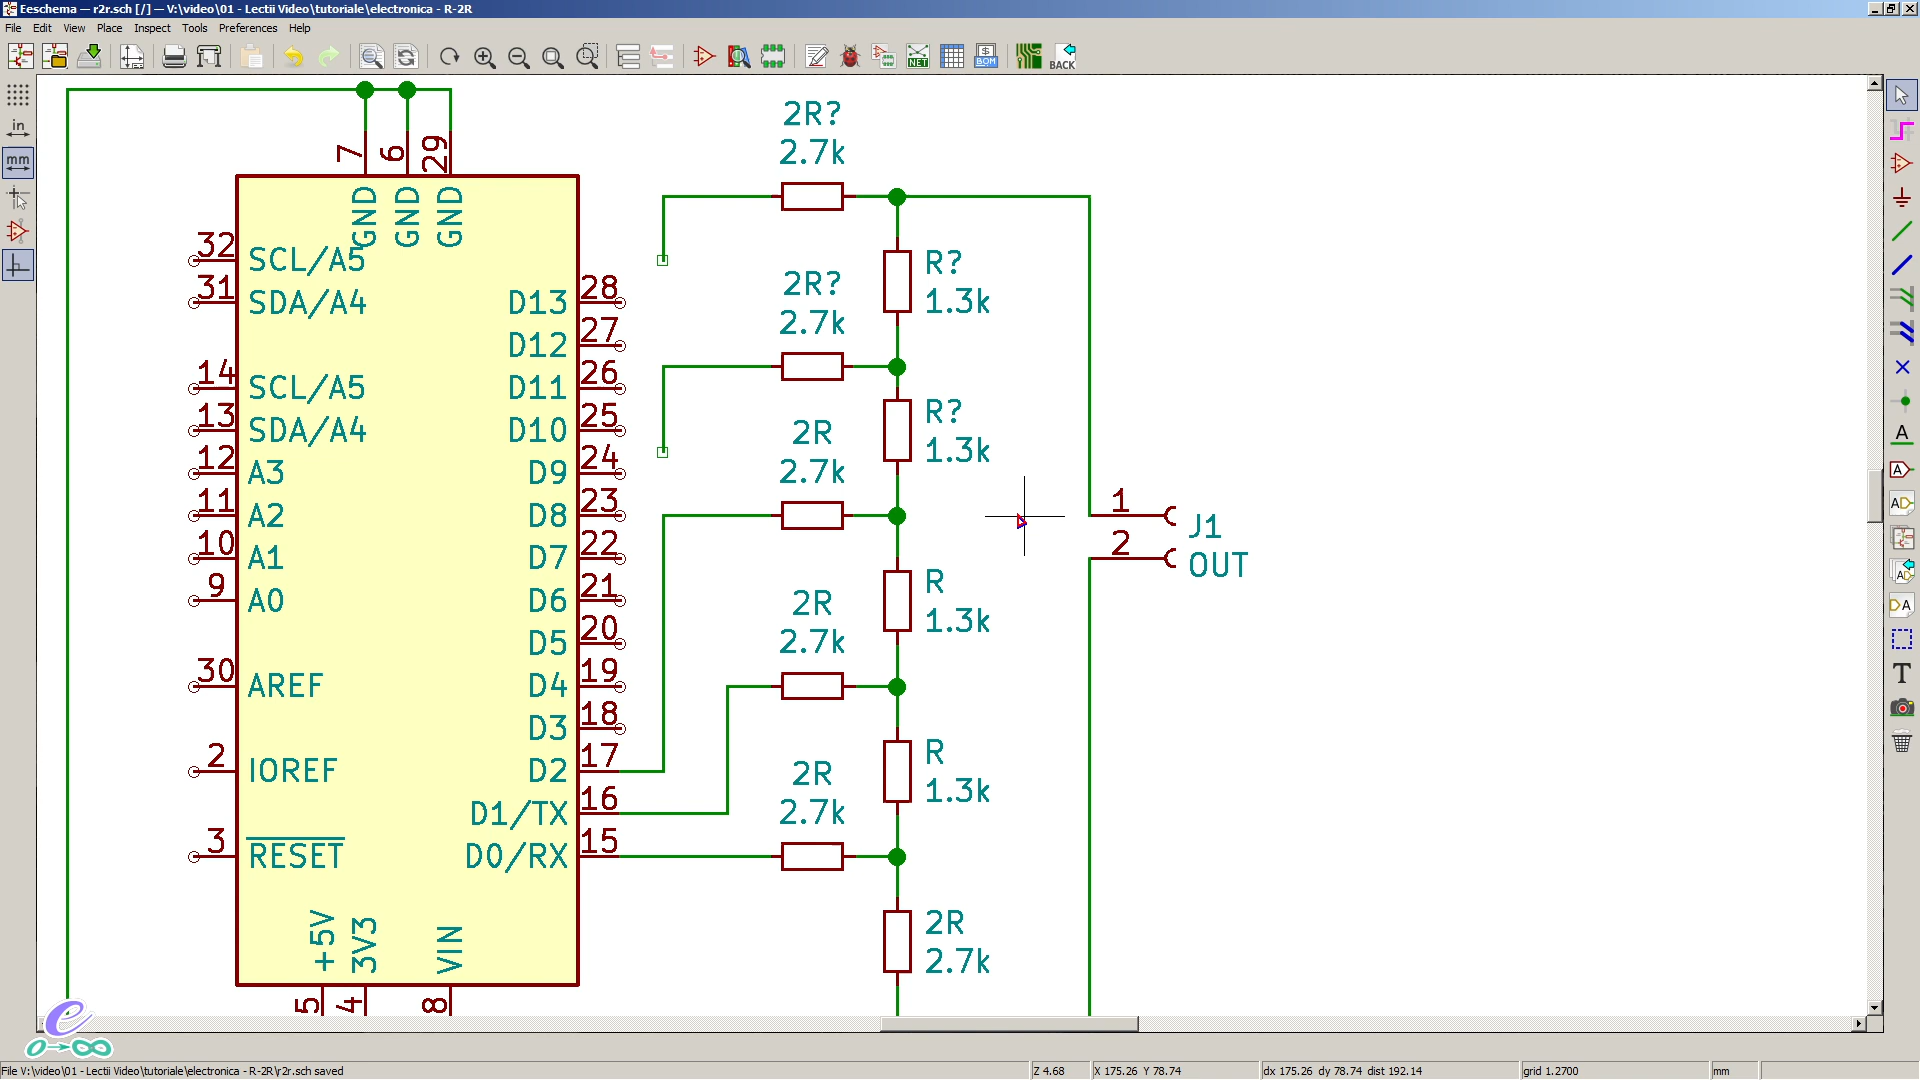 Eeschema — r2r.sch [/] — V:\video\01 - Lectii Video\tutoriale\electronica - R-2R
File Edit View Place Inspect Tools Preferences Help
NET
BOM
BACK
in
mm
7 6 29
GND GND GND
32 SCL/A5
31 SDA/A4
14 SCL/A5
13 SDA/A4
12 A3
11 A2
10 A1
9 A0
30 AREF
2 IOREF
3 RESET
D13 28
D12 27
D11 26
D10 25
D9 24
D8 23
D7 22
D6 21
D5 20
D4 19
D3 18
D2 17
D1/TX 16
D0/RX 15
+5V 3V3 VIN
5 4 8
2R?
2.7k
R?
1.3k
2R?
2.7k
R?
1.3k
2R
2.7k
R
1.3k
2R
2.7k
R
1.3k
2R
2.7k
2R
2.7k
1
2
J1
OUT
A
A
A
A
A
T
File V:\video\01 - Lectii Video\tutoriale\electronica - R-2R\r2r.sch saved
Z 4.68
X 175.26 Y 78.74
dx 175.26 dy 78.74 dist 192.14
grid 1.2700
mm